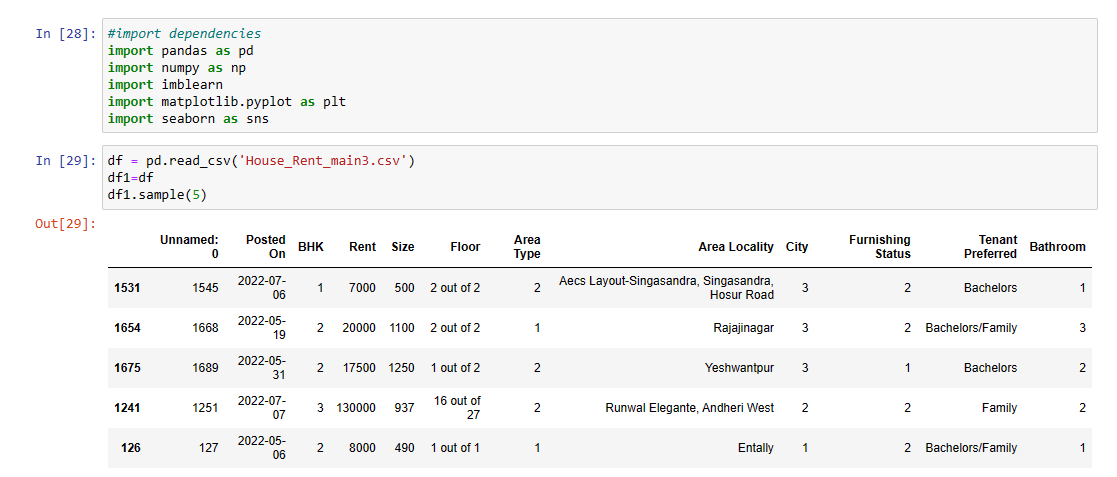 In [28]: #import dependencies
import pandas as pd
import numpy as np
import imblearn
import matplotlib.pyplot as plt
import seaborn as sns
In [29]: df = pd.read_csv('House_Rent_main3.csv')
df1=df
df1.sample(5)
Out[29]:
Unnamed: 0 Posted On BHK Rent Size Floor Area Type Area Locality City Furnishing Status Tenant Preferred Bathroom
1531 1545 2022-07-06 1 7000 500 2 out of 2 2 Aecs Layout-Singasandra, Singasandra, Hosur Road 3 2 Bachelors 1
1654 1668 2022-05-19 2 20000 1100 2 out of 2 1 Rajajinagar 3 2 Bachelors/Family 3
1675 1689 2022-05-31 2 17500 1250 1 out of 2 2 Yeshwantpur 3 1 Bachelors 2
1241 1251 2022-07-07 3 130000 937 16 out of 27 2 Runwal Elegante, Andheri West 2 2 Family 2
126 127 2022-05-06 2 8000 490 1 out of 1 1 Entally 1 2 Bachelors/Family 1